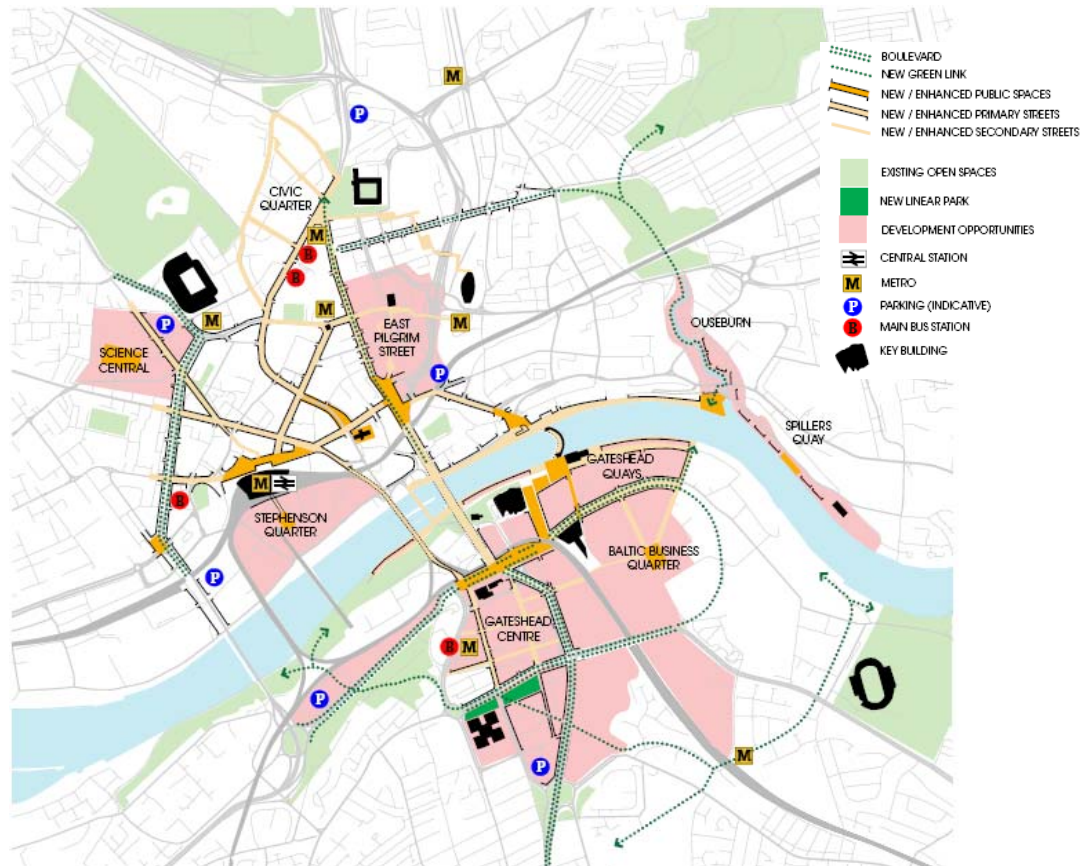 BOULEVARD
NEW GREEN LINK
NEW / ENHANCED PUBLIC SPACES
NEW / ENHANCED PRIMARY STREETS
NEW / ENHANCED SECONDARY STREETS
EXISTING OPEN SPACES
NEW LINEAR PARK
DEVELOPMENT OPPORTUNITIES
CENTRAL STATION
M METRO
P PARKING (INDICATIVE)
B MAIN BUS STATION
KEY BUILDING
M
P
CIVIC
QUARTER
M
B
B
M
M
M
P
EAST
PILGRIM
STREET
SCIENCE
CENTRAL
OUSEBURN
P
SPILLERS
QUAY
GATESHEAD
QUAYS
M
B
STEPHENSON
QUARTER
BALTIC BUSINESS
QUARTER
P
GATESHEAD
CENTRE
B M
P
M
P